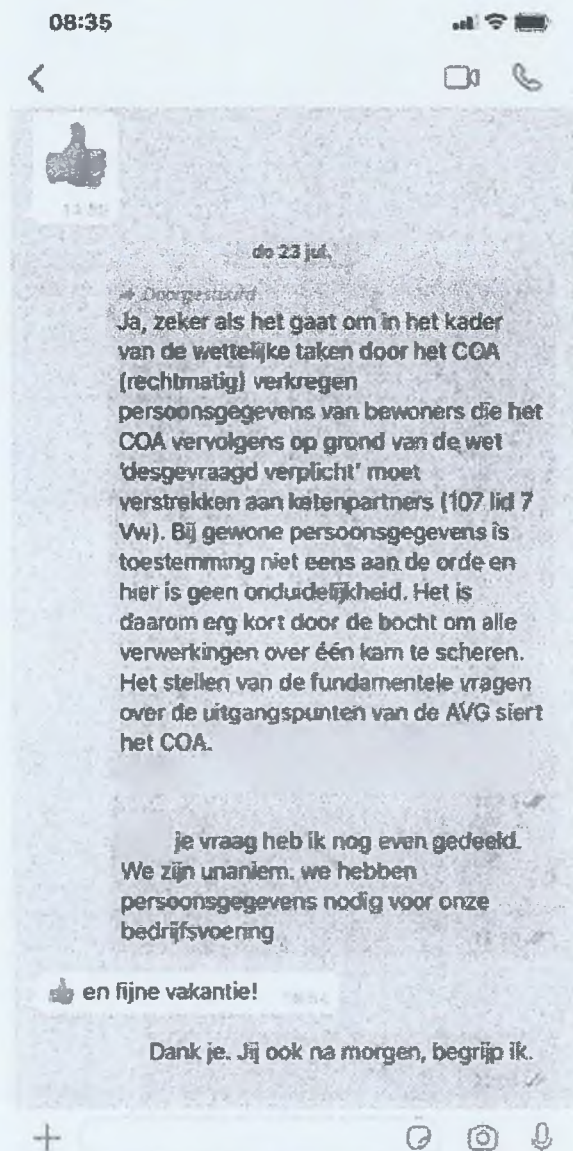 08:35
do 23 jul.
Doorgestuurd
Ja, zeker als het gaat om in het kader
van de wettelijke taken door het COA
(rechtmatig) verkregen
persoonsgegevens van bewoners die het
COA vervolgens op grond van de wet
'desgevraagd verplicht' moet
verstrekken aan ketenpartners (107 lid 7
Vw). Bij gewone persoonsgegevens is
toestemming niet eens aan de orde en
hier is geen onduidelijkheid. Het is
daarom erg kort door de bocht om alle
verwerkingen over één kam te scheren.
Het stellen van de fundamentele vragen
over de uitgangspunten van de AVG siert
het COA.
je vraag heb ik nog even gedeeld.
We zijn unaniem. we hebben
persoonsgegevens nodig voor onze
bedrijfsvoering
en fijne vakantie!
Dank je. Jij ook na morgen, begrijp ik.